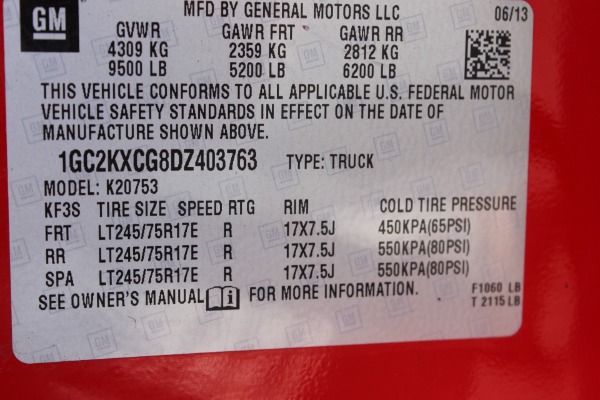 GM
MFD BY GENERAL MOTORS LLC 06/13
GVWR GAWR FRT GAWR RR
4309 KG 2359 KG 2812 KG
9500 LB 5200 LB 6200 LB
THIS VEHICLE CONFORMS TO ALL APPLICABLE U.S. FEDERAL MOTOR
VEHICLE SAFETY STANDARDS IN EFFECT ON THE DATE OF
MANUFACTURE SHOWN ABOVE.
1GC2KXCG8DZ403763 TYPE: TRUCK
MODEL: K20753
KF3S TIRE SIZE SPEED RTG RIM COLD TIRE PRESSURE
FRT LT245/75R17E R 17X7.5J 450KPA(65PSI)
RR LT245/75R17E R 17X7.5J 550KPA(80PSI)
SPA LT245/75R17E R 17X7.5J 550KPA(80PSI)
SEE OWNER'S MANUAL FOR MORE INFORMATION.
F1060 LB
T 2115 LB